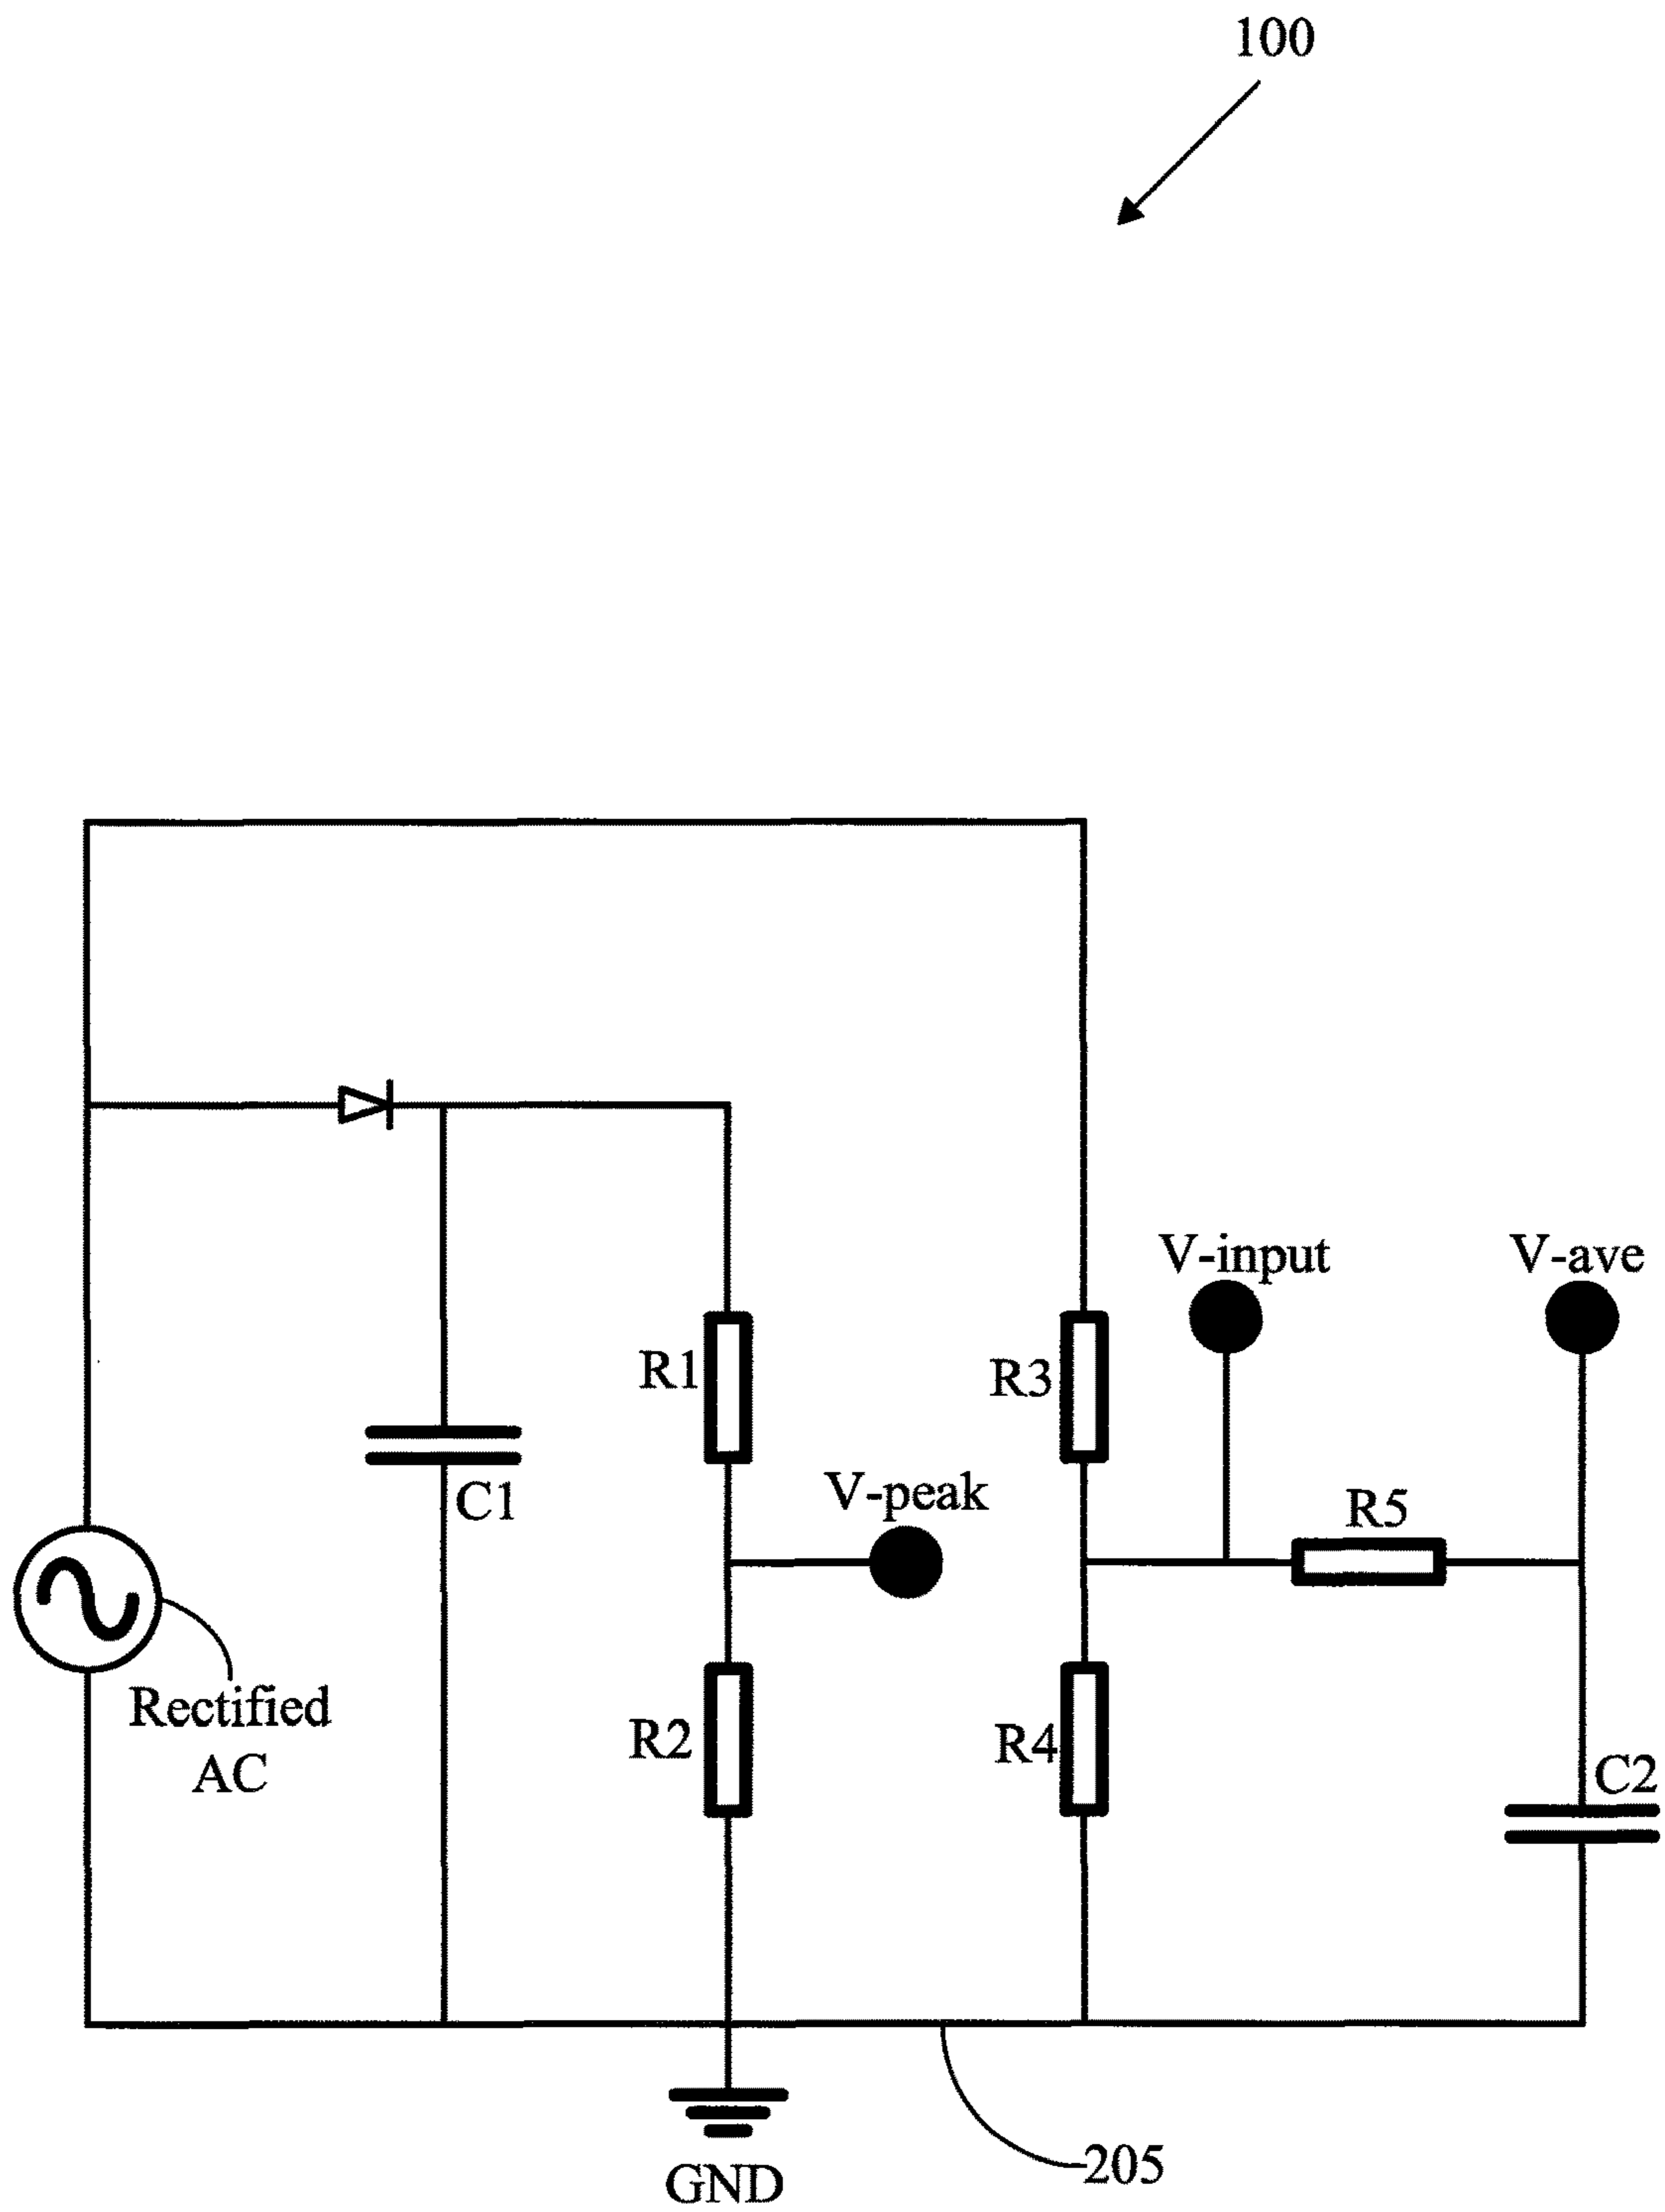 100
V-input
V-ave
R1
R3
V-peak
C1
R5
Rectified
AC
R2
R4
C2
205
GND